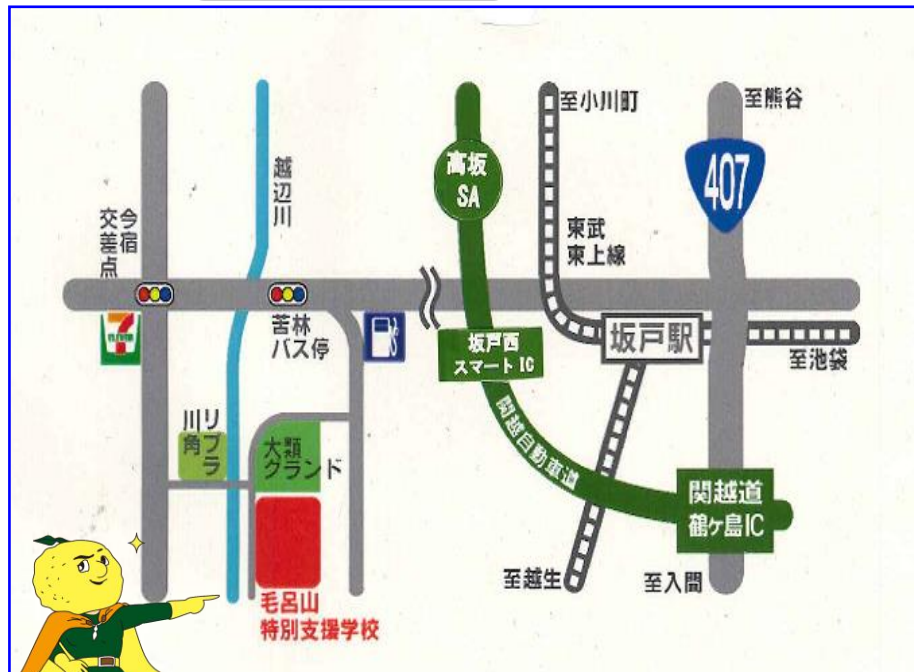 至小川町
至熊谷
高坂
SA
407
越辺川
今宿
交差点
東武
東上線
7
ELEVEN
苦林
バス停
坂戸西
スマートIC
坂戸駅
至池袋
リブラ
川角
大類
グランド
関越自動車道
関越道
鶴ヶ島IC
至越生
至入間
毛呂山
特別支援学校